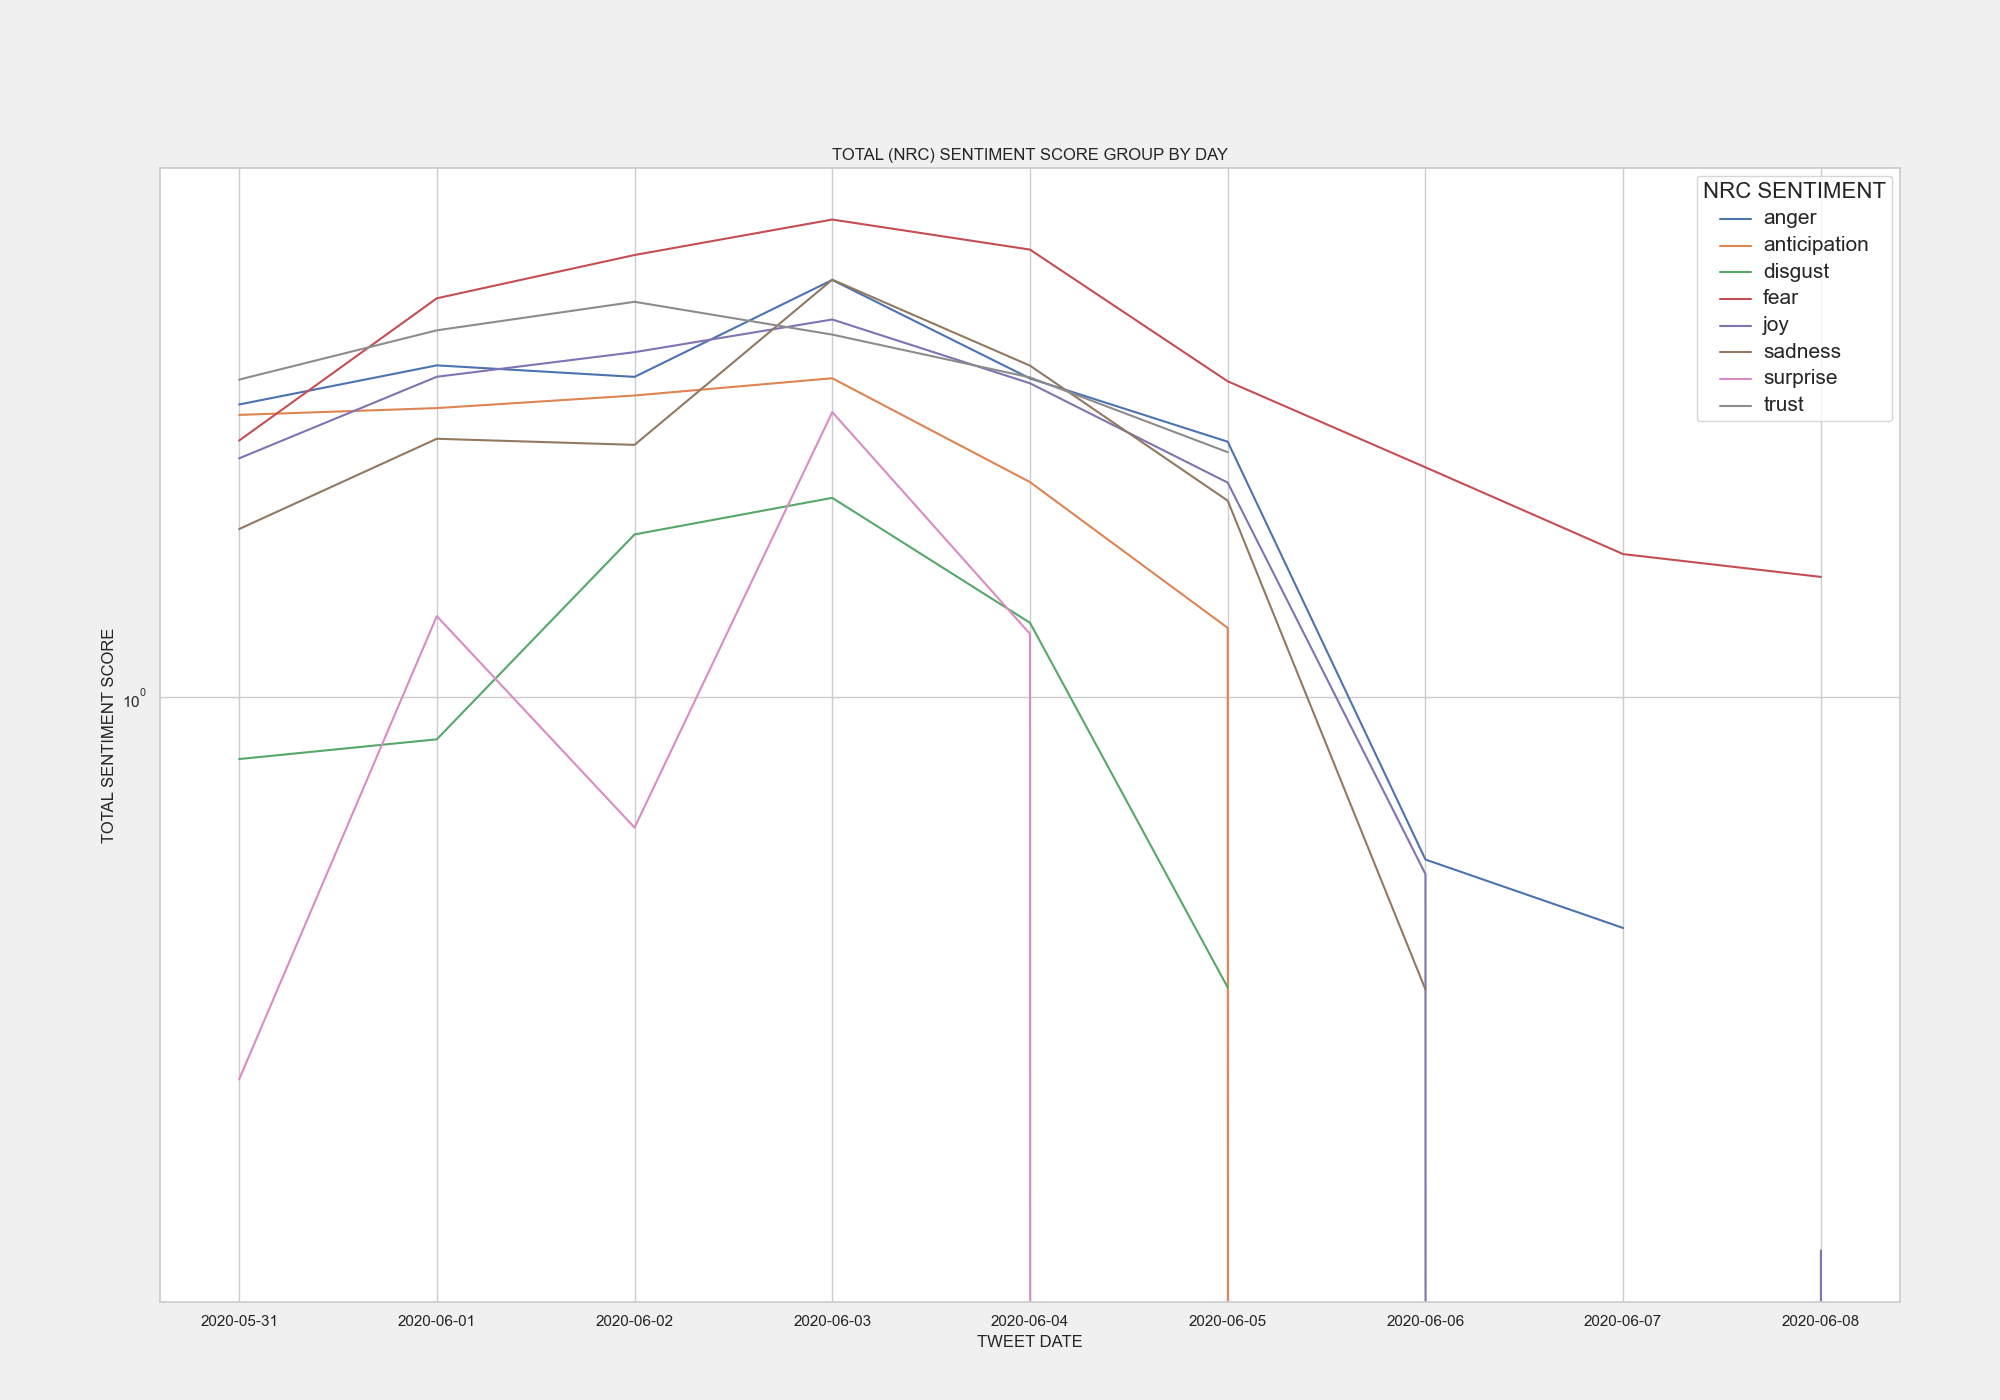 TOTAL (NRC) SENTIMENT SCORE GROUP BY DAY
NRC SENTIMENT
anger
anticipation
disgust
fear
joy
sadness
surprise
trust
TOTAL SENTIMENT SCORE
10⁰
2020-05-31 2020-06-01 2020-06-02 2020-06-03 2020-06-04 2020-06-05 2020-06-06 2020-06-07 2020-06-08
TWEET DATE